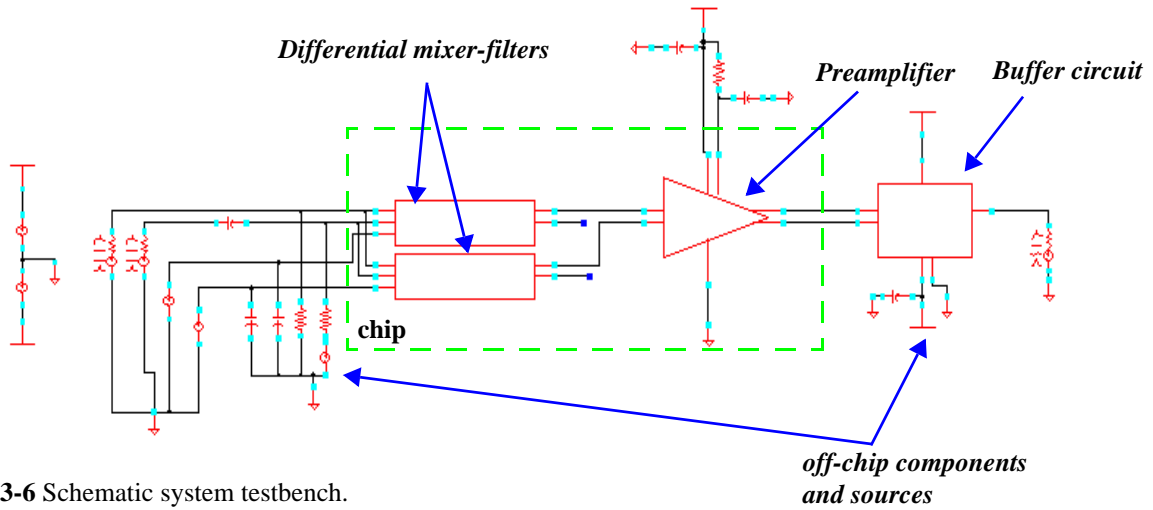 Differential mixer-filters
Preamplifier
Buffer circuit
chip
off-chip components
and sources
3-6 Schematic system testbench.